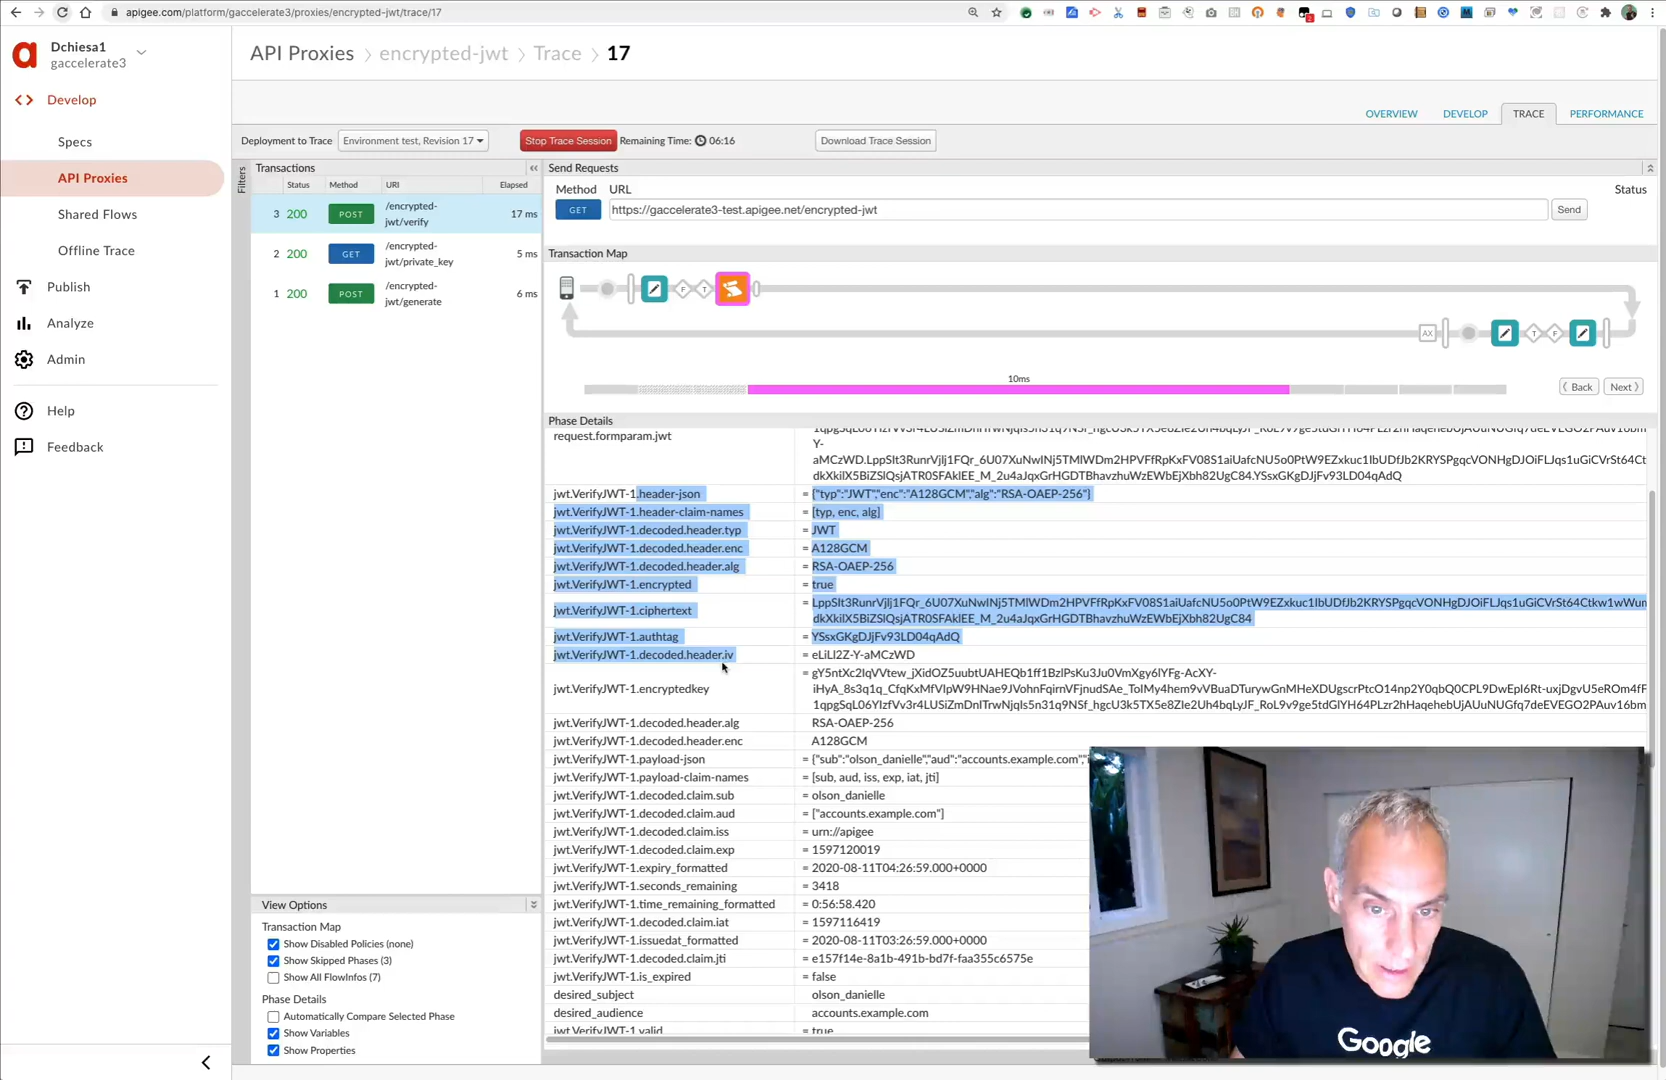 apigee.com/platform/gaccelerate3/proxies/encrypted-jwt/trace/17
Dchiesa1
gaccelerate3
Develop
Specs
API Proxies
Shared Flows
Offline Trace
Publish
Analyze
Admin
Help
Feedback
API Proxies > encrypted-jwt > Trace > 17
OVERVIEW DEVELOP TRACE PERFORMANCE
Deployment to Trace Environment test, Revision 17 Stop Trace Session Remaining Time: 06:16 Download Trace Session
Filters
Transactions
Status Method URI Elapsed
3 200 POST /encrypted-
jwt/verify 17 ms
2 200 GET /encrypted-
jwt/private_key 5 ms
1 200 POST /encrypted-
jwt/generate 6 ms
View Options
Transaction Map
Show Disabled Policies (none)
Show Skipped Phases (3)
Show All FlowInfos (7)
Phase Details
Automatically Compare Selected Phase
Show Variables
Show Properties
Send Requests
Method URL Status
GET https://gaccelerate3-test.apigee.net/encrypted-jwt Send
Transaction Map
F T
AX T F
10ms
Back Next
Phase Details
request.formparam.jwt
Y-
jwt.VerifyJWT-1.header-json = {"typ":"JWT","enc":"A128GCM","alg":"RSA-OAEP-256"}
jwt.VerifyJWT-1.header-claim-names = [typ, enc, alg]
jwt.VerifyJWT-1.decoded.header.typ = JWT
jwt.VerifyJWT-1.decoded.header.enc = A128GCM
jwt.VerifyJWT-1.decoded.header.alg = RSA-OAEP-256
jwt.VerifyJWT-1.encrypted = true
jwt.VerifyJWT-1.ciphertext
jwt.VerifyJWT-1.authtag = YSsxGKgDJjFv93LD04qAdQ
jwt.VerifyJWT-1.decoded.header.iv = eLiLI2Z-Y-aMCzWD
jwt.VerifyJWT-1.encryptedkey
jwt.VerifyJWT-1.decoded.header.alg RSA-OAEP-256
jwt.VerifyJWT-1.decoded.header.enc A128GCM
jwt.VerifyJWT-1.payload-json = {"sub":"olson_danielle","aud":"accounts.example.com","i
jwt.VerifyJWT-1.payload-claim-names = [sub, aud, iss, exp, iat, jti]
jwt.VerifyJWT-1.decoded.claim.sub = olson_danielle
jwt.VerifyJWT-1.decoded.claim.aud = ["accounts.example.com"]
jwt.VerifyJWT-1.decoded.claim.iss = urn://apigee
jwt.VerifyJWT-1.decoded.claim.exp = 1597120019
jwt.VerifyJWT-1.expiry_formatted = 2020-08-11T04:26:59.000+0000
jwt.VerifyJWT-1.seconds_remaining = 3418
jwt.VerifyJWT-1.time_remaining_formatted = 0:56:58.420
jwt.VerifyJWT-1.decoded.claim.iat = 1597116419
jwt.VerifyJWT-1.issuedat_formatted = 2020-08-11T03:26:59.000+0000
jwt.VerifyJWT-1.decoded.claim.jti = e157f14e-8a1b-491b-bd7f-faa355c6575e
jwt.VerifyJWT-1.is_expired = false
desired_subject olson_danielle
desired_audience accounts.example.com
jwt.VerifyJWT-1.valid = true
Google